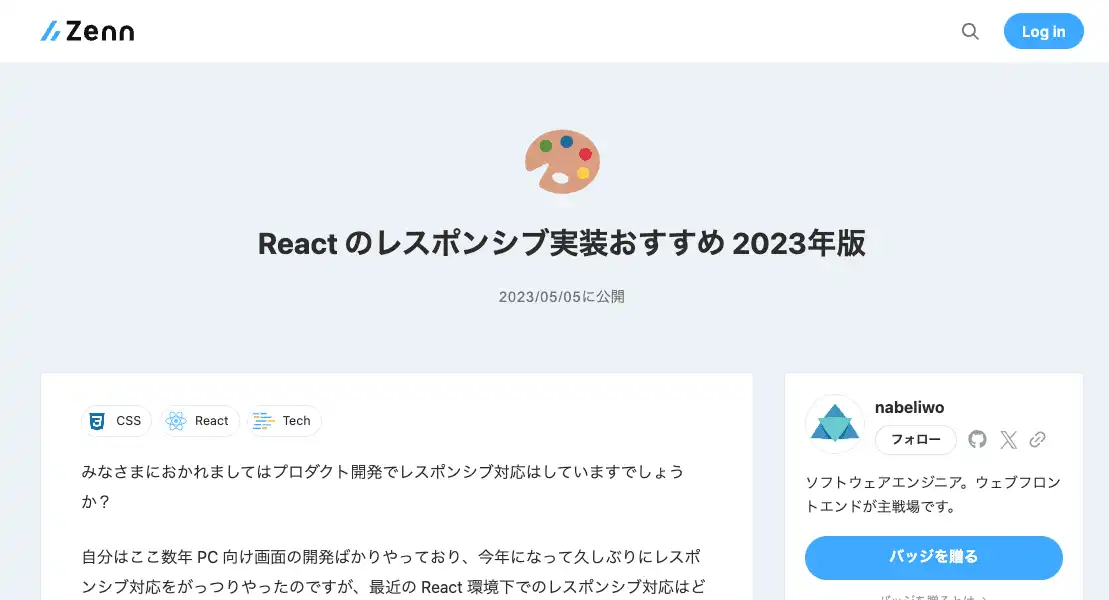 Zenn
Log in
React のレスポンシブ実装おすすめ 2023年版
2023/05/05に公開
CSS
React
Tech
みなさまにおかれましてはプロダクト開発でレスポンシブ対応はしていますでしょう
か？
自分はここ数年 PC 向け画面の開発ばかりやっており、今年になって久しぶりにレスポ
ンシブ対応をがっつりやったのですが、最近の React 環境下でのレスポンシブ対応はど
nabeliwo
フォロー
ソフトウェアエンジニア。ウェブフロン
トエンドが主戦場です。
バッジを贈る
バッジを贈るとは